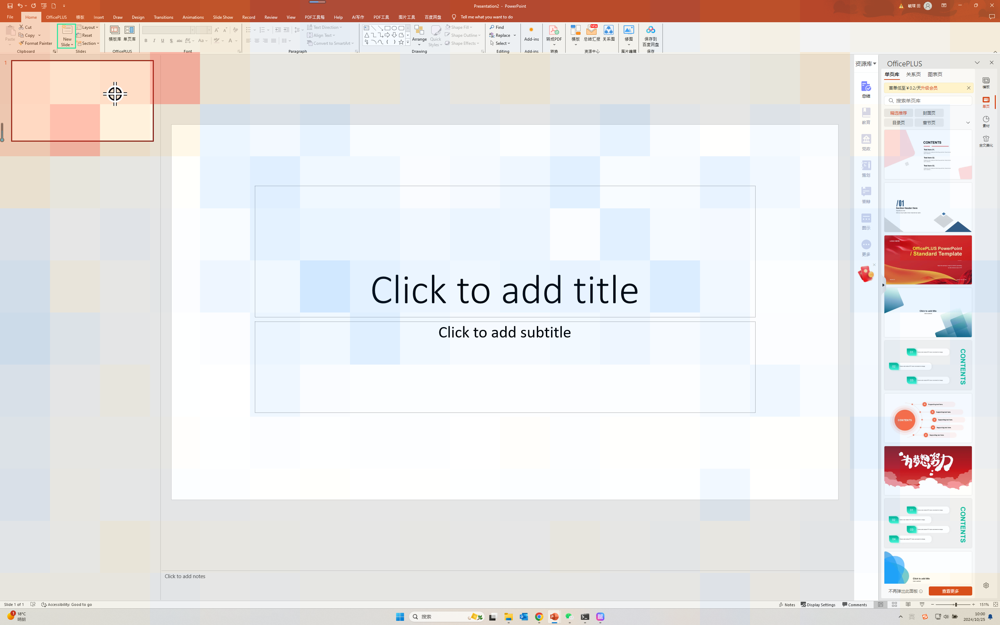 Presentation2 - PowerPoint
毓琛 田
File
Home
OfficePLUS
模板
Insert
Draw
Design
Transitions
Animations
Slide Show
Record
Review
View
PDF工具箱
Help
AI写作
PDF工具
图片工具
百度网盘
Tell me what you want to do
Paste
Cut
Copy
Format Painter
Clipboard
New
Slide
Layout
Reset
Section
Slides
模板库
单页库
OfficePLUS
Font
Text Direction
Align Text
Convert to SmartArt
Paragraph
Arrange
Quick
Styles
Shape Fill
Shape Outline
Shape Effects
Drawing
Find
Replace
Select
Editing
Add-ins
Add-ins
转成PDF
转换
模板
总结汇报
NEW
关系图
资源中心
修图
图片编辑
保存到
百度网盘
保存
1
Click to add title
Click to add subtitle
Click to add notes
资源库
总结
教育
党政
策划
答辩
图示
更多
OfficePLUS
单页库
关系页
图表页
首单低至￥0.2/天升级会员
搜索单页库
精选推荐
封面页
目录页
章节页
CONTENTS
Text here 01.
Text here 02.
Text here 03.
/01
Section Header Here
LOGO HERE
OfficePLUS PowerPoint
/ Standard Template
Click to add title
01
02
03
CONTENTS
CONTENTS
Supporting text here.
Supporting text here.
Supporting text here.
Supporting text here.
Supporting text here.
为梦想努力
01
02
03
04
CONTENTS
Click to add title
不再弹出此面板
查看更多
模板
单页
素材
全文美化
Slide 1 of 1
Accessibility: Good to go
Notes
Display Settings
Comments
151%
1
18°C
晴朗
搜索
英
10:00
2024/10/25